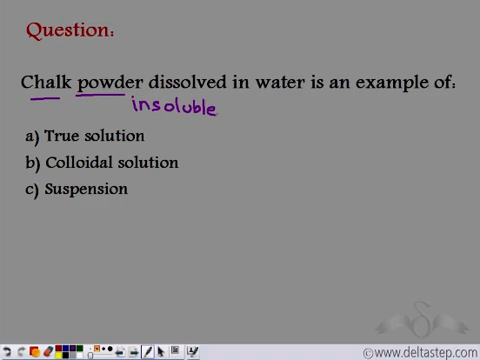 Question:
Chalk powder dissolved in water is an example of:
insoluble
a) True solution
b) Colloidal solution
c) Suspension
© www.deltastep.com